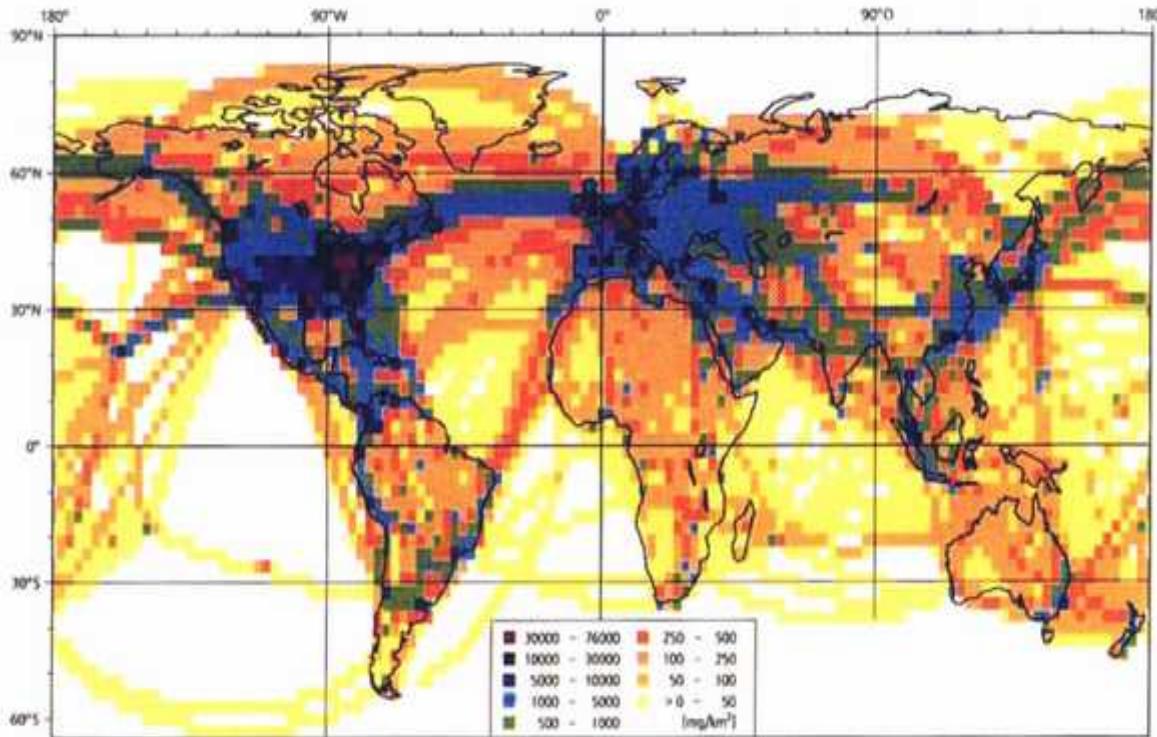 180° 90°W 0° 90°O 180
90°N
60°N
30°N
0°
30°S
60°S
30000 - 76000 250 - 500
10000 - 30000 100 - 250
5000 - 10000 50 - 100
1000 - 5000 >0 - 50
500 - 1000 (mg/km²)